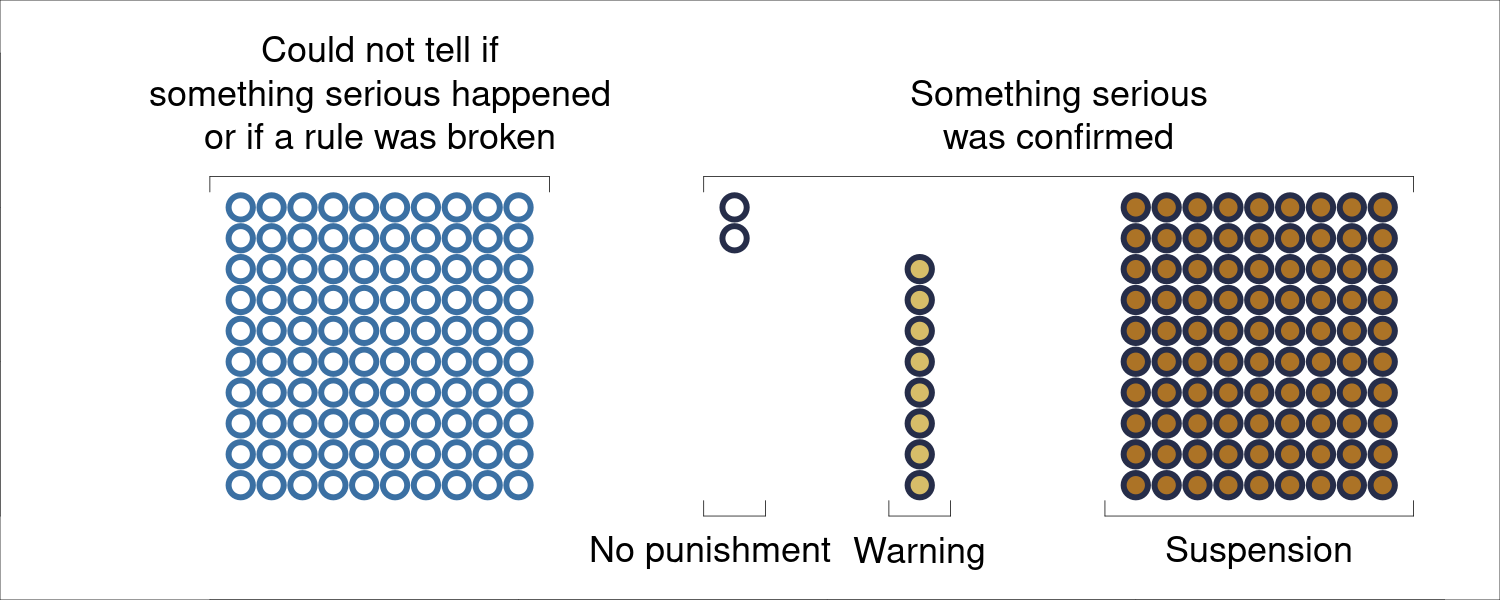 Could not tell if
something serious happened
or if a rule was broken
Something serious
was confirmed
No punishment
Warning
Suspension